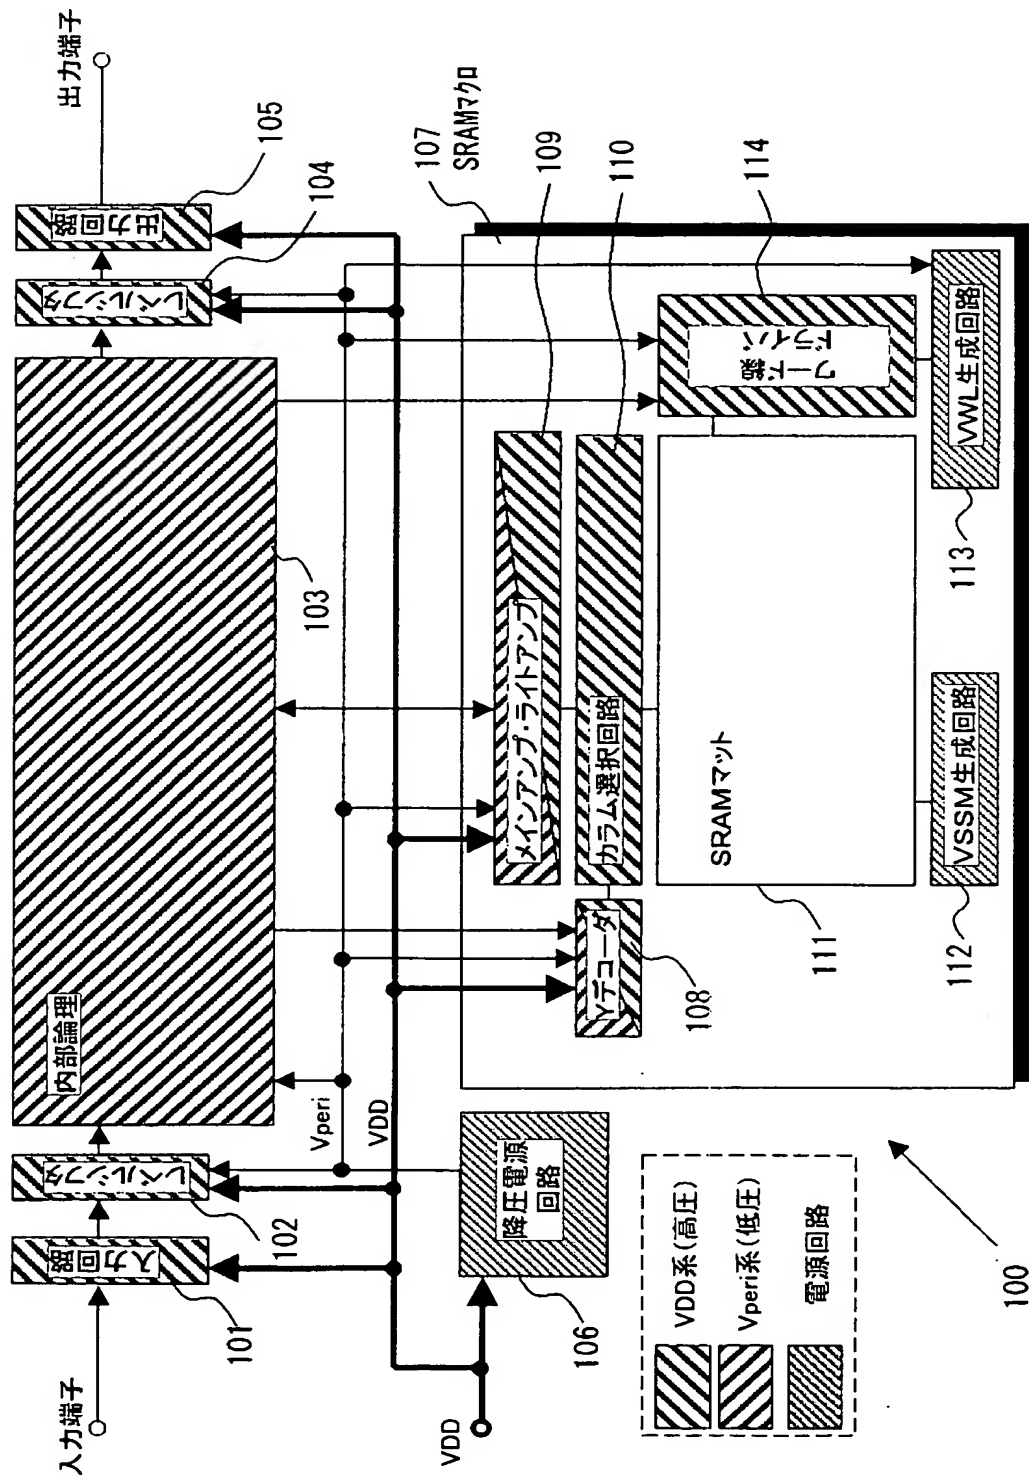 入力端子
101
入力
回路
102
レベルシフタ
内部論理
103
レベルシフタ
104
出力回路
105
出力端子
Vperi
VDD
VDD
106
降圧電源
回路
107
SRAMマクロ
メインアンプ・ライトアンプ
109
カラム選択回路
110
Yデコーダ
108
SRAMマット
111
ワード線
ドライバ
114
VSSM生成回路
112
VWL生成回路
113
VDD系(高圧)
Vperi系(低圧)
電源回路
100